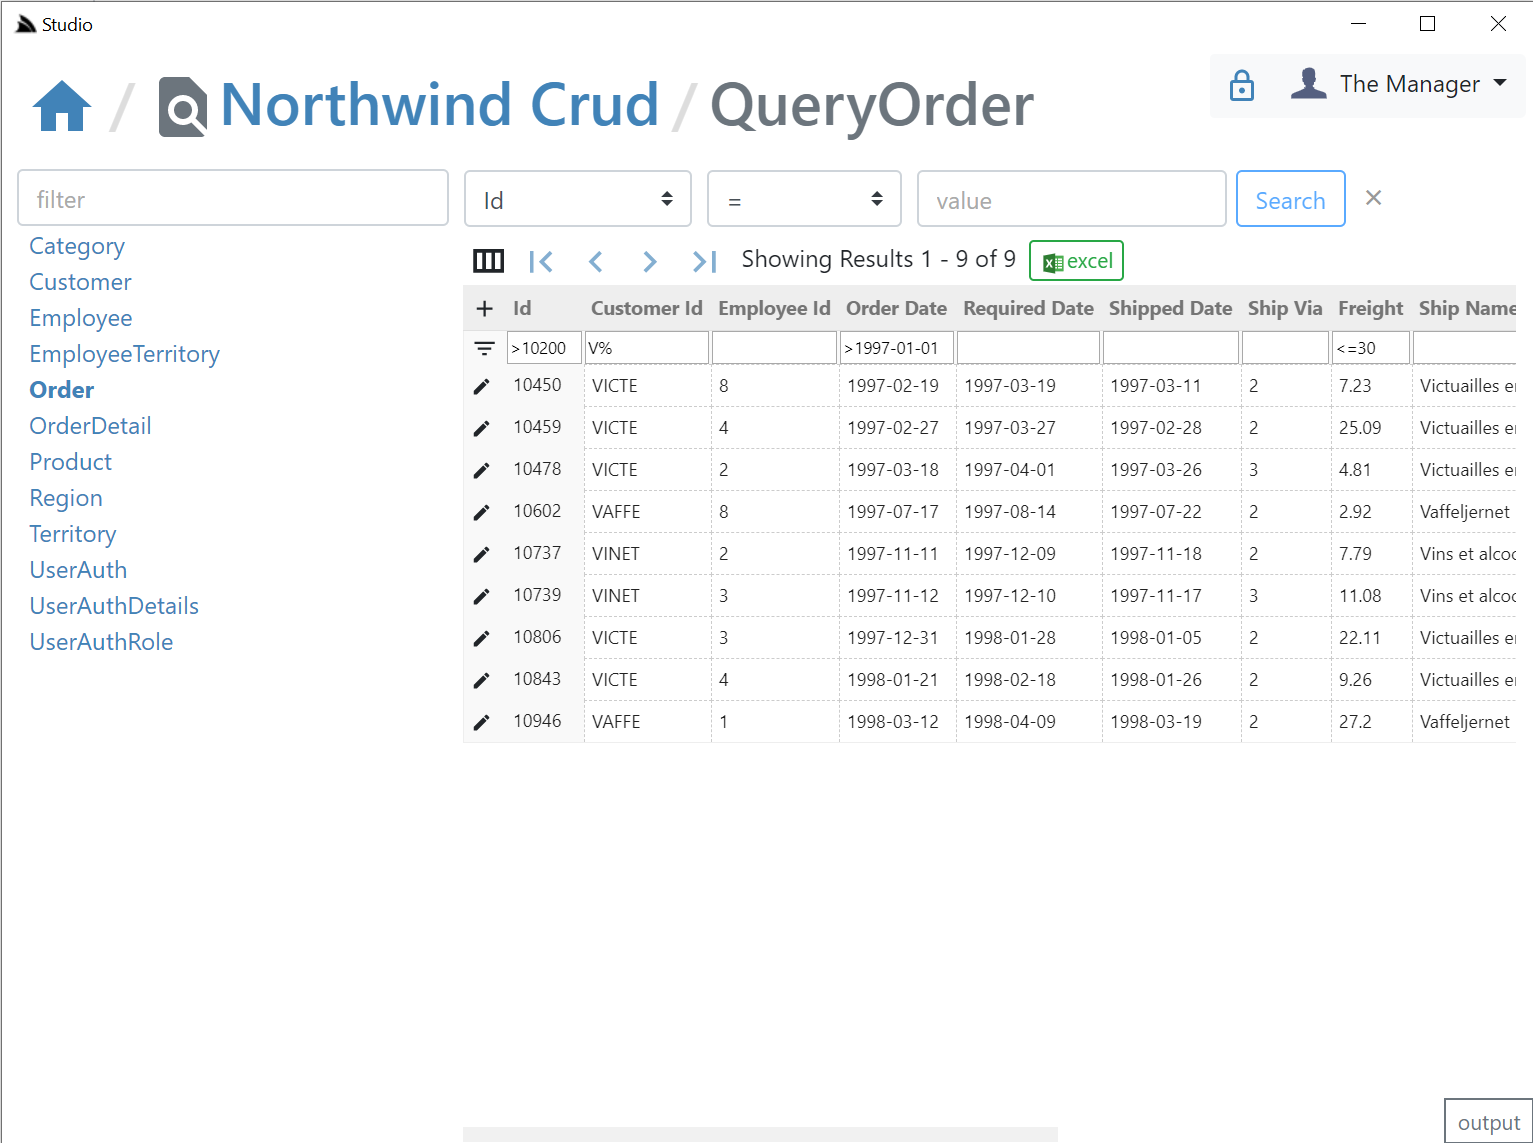 Studio
/ Northwind Crud / QueryOrder
The Manager
filter
Id
=
value
Search
Category
Customer
Employee
EmployeeTerritory
Order
OrderDetail
Product
Region
Territory
UserAuth
UserAuthDetails
UserAuthRole
Showing Results 1 - 9 of 9
excel
+ Id Customer Id Employee Id Order Date Required Date Shipped Date Ship Via Freight Ship Name
>10200 V% >1997-01-01 <=30
10450 VICTE 8 1997-02-19 1997-03-19 1997-03-11 2 7.23 Victuailles
10459 VICTE 4 1997-02-27 1997-03-27 1997-02-28 2 25.09 Victuailles
10478 VICTE 2 1997-03-18 1997-04-01 1997-03-26 3 4.81 Victuailles
10602 VAFFE 8 1997-07-17 1997-08-14 1997-07-22 2 2.92 Vaffeljernet
10737 VINET 2 1997-11-11 1997-12-09 1997-11-18 2 7.79 Vins et
10739 VINET 3 1997-11-12 1997-12-10 1997-11-17 3 11.08 Vins et
10806 VICTE 3 1997-12-31 1998-01-28 1998-01-05 2 22.11 Victuailles
10843 VICTE 4 1998-01-21 1998-02-18 1998-01-26 2 9.26 Victuailles
10946 VAFFE 1 1998-03-12 1998-04-09 1998-03-19 2 27.2 Vaffeljernet
output